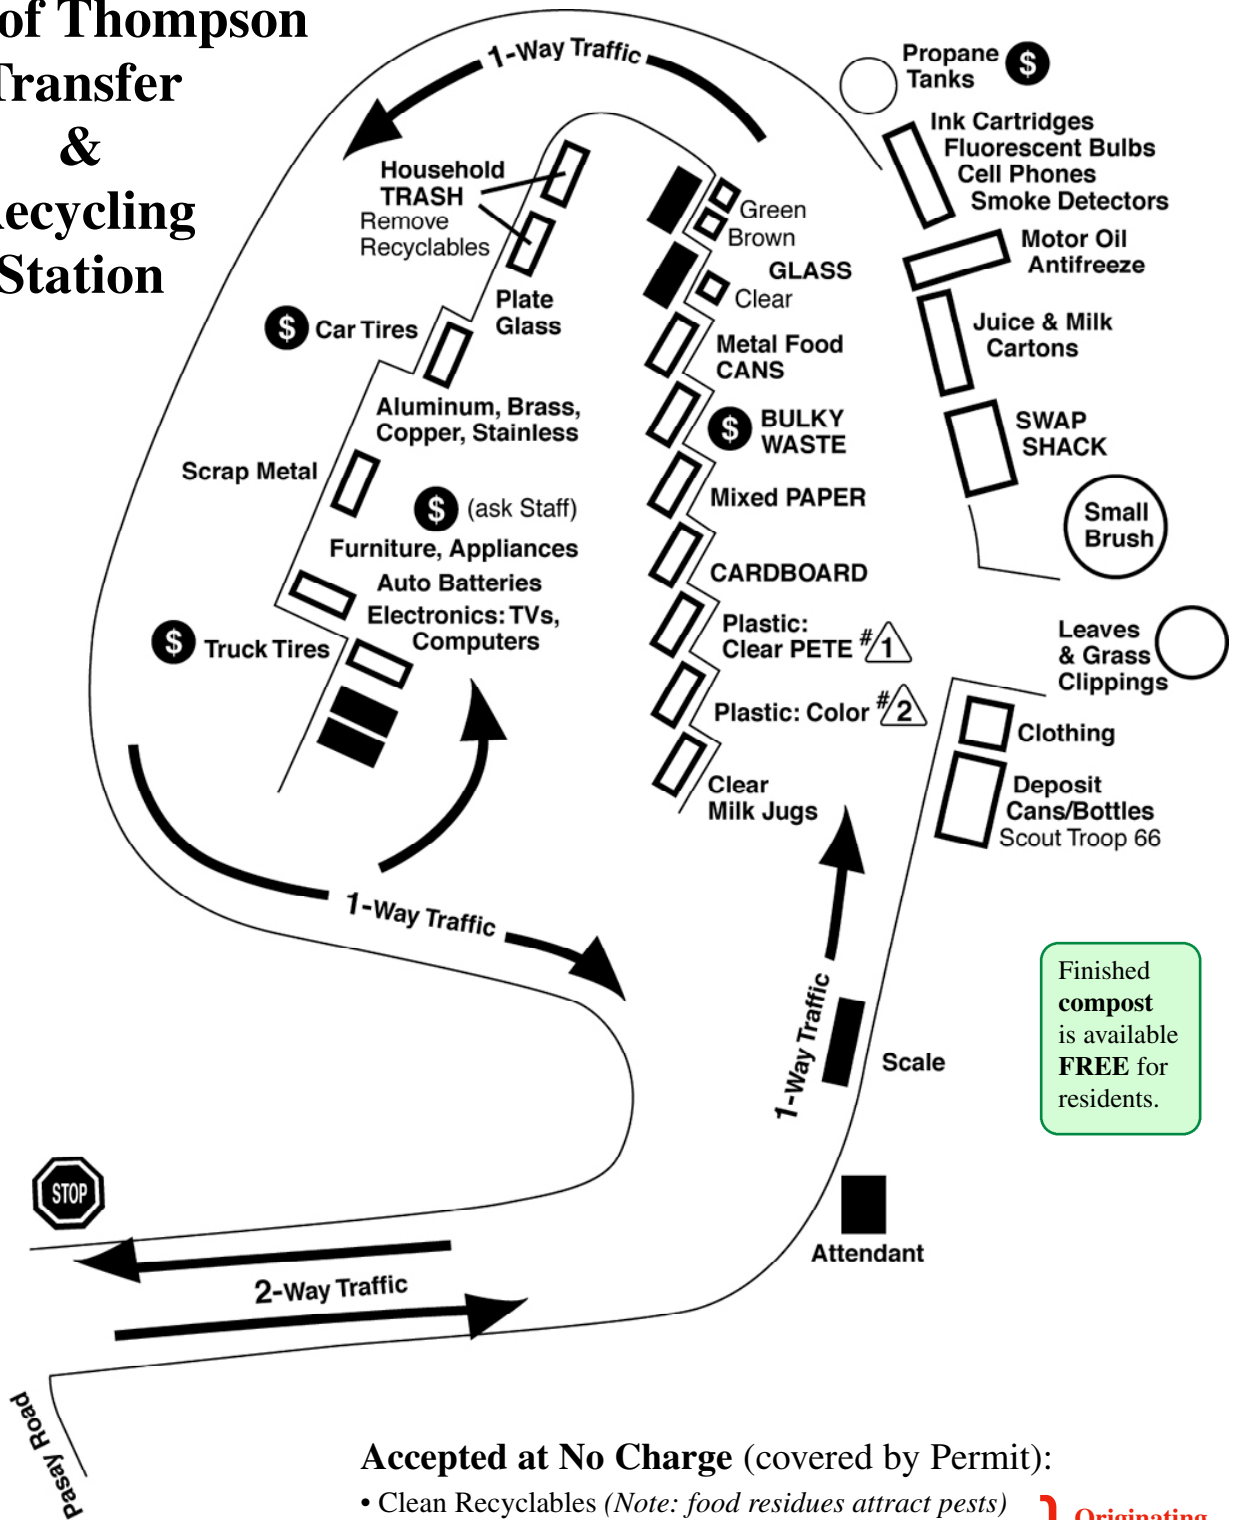 of Thompson
Transfer
&
Recycling
Station
1-Way Traffic
Propane
Tanks
$
Ink Cartridges
Fluorescent Bulbs
Cell Phones
Smoke Detectors
Household
TRASH
Remove
Recyclables
Green
Brown
GLASS
Clear
Motor Oil
Antifreeze
Plate
Glass
$ Car Tires
Juice & Milk
Cartons
Metal Food
CANS
Aluminum, Brass,
Copper, Stainless
$ BULKY
WASTE
SWAP
SHACK
Scrap Metal
$ (ask Staff)
Mixed PAPER
Small
Brush
Furniture, Appliances
Auto Batteries
CARDBOARD
Electronics: TVs,
Computers
$ Truck Tires
Plastic:
Clear PETE #1
Leaves
& Grass
Clippings
Plastic: Color #2
Clothing
Clear
Milk Jugs
Deposit
Cans/Bottles
Scout Troop 66
1-Way Traffic
1-Way Traffic
Finished
compost
is available
FREE for
residents.
Scale
STOP
Attendant
2-Way Traffic
Pasay Road
Accepted at No Charge (covered by Permit):
• Clean Recyclables (Note: food residues attract pests)
Originating